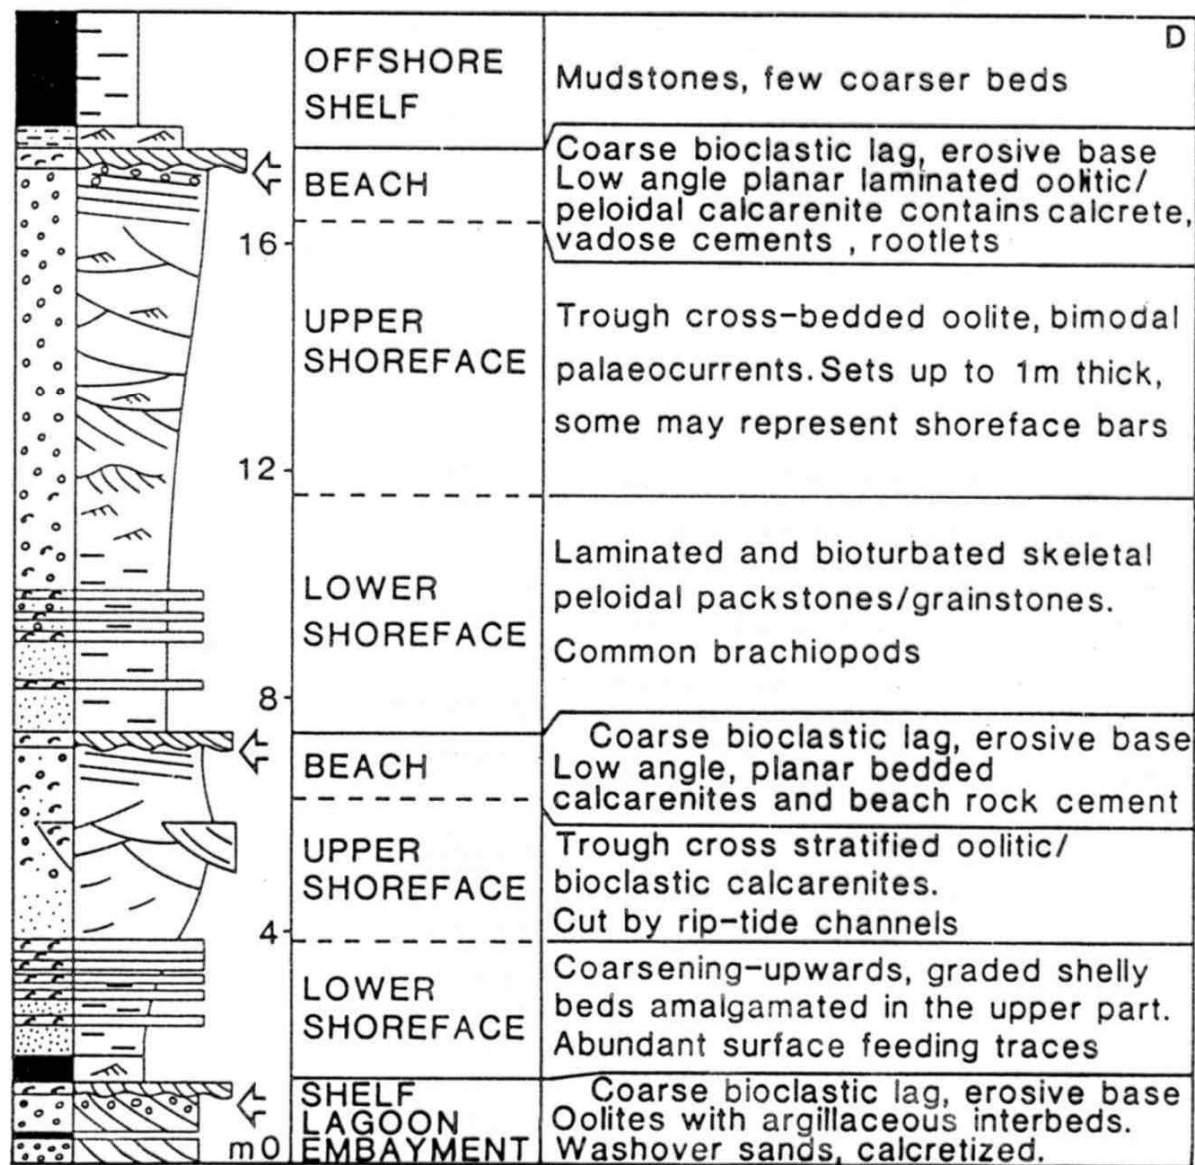 D
OFFSHORE
SHELF
Mudstones, few coarser beds
BEACH
Coarse bioclastic lag, erosive base
Low angle planar laminated oolitic/
peloidal calcarenite contains calcrete,
vadose cements , rootlets
16
UPPER
SHOREFACE
Trough cross-bedded oolite, bimodal
palaeocurrents. Sets up to 1m thick,
some may represent shoreface bars
12
LOWER
SHOREFACE
Laminated and bioturbated skeletal
peloidal packstones/grainstones.
Common brachiopods
8
BEACH
Coarse bioclastic lag, erosive base
Low angle, planar bedded
calcarenites and beach rock cement
UPPER
SHOREFACE
Trough cross stratified oolitic/
bioclastic calcarenites.
Cut by rip-tide channels
4
LOWER
SHOREFACE
Coarsening-upwards, graded shelly
beds amalgamated in the upper part.
Abundant surface feeding traces
SHELF
LAGOON
EMBAYMENT
Coarse bioclastic lag, erosive base
Oolites with argillaceous interbeds.
Washover sands, calcretized.
m0